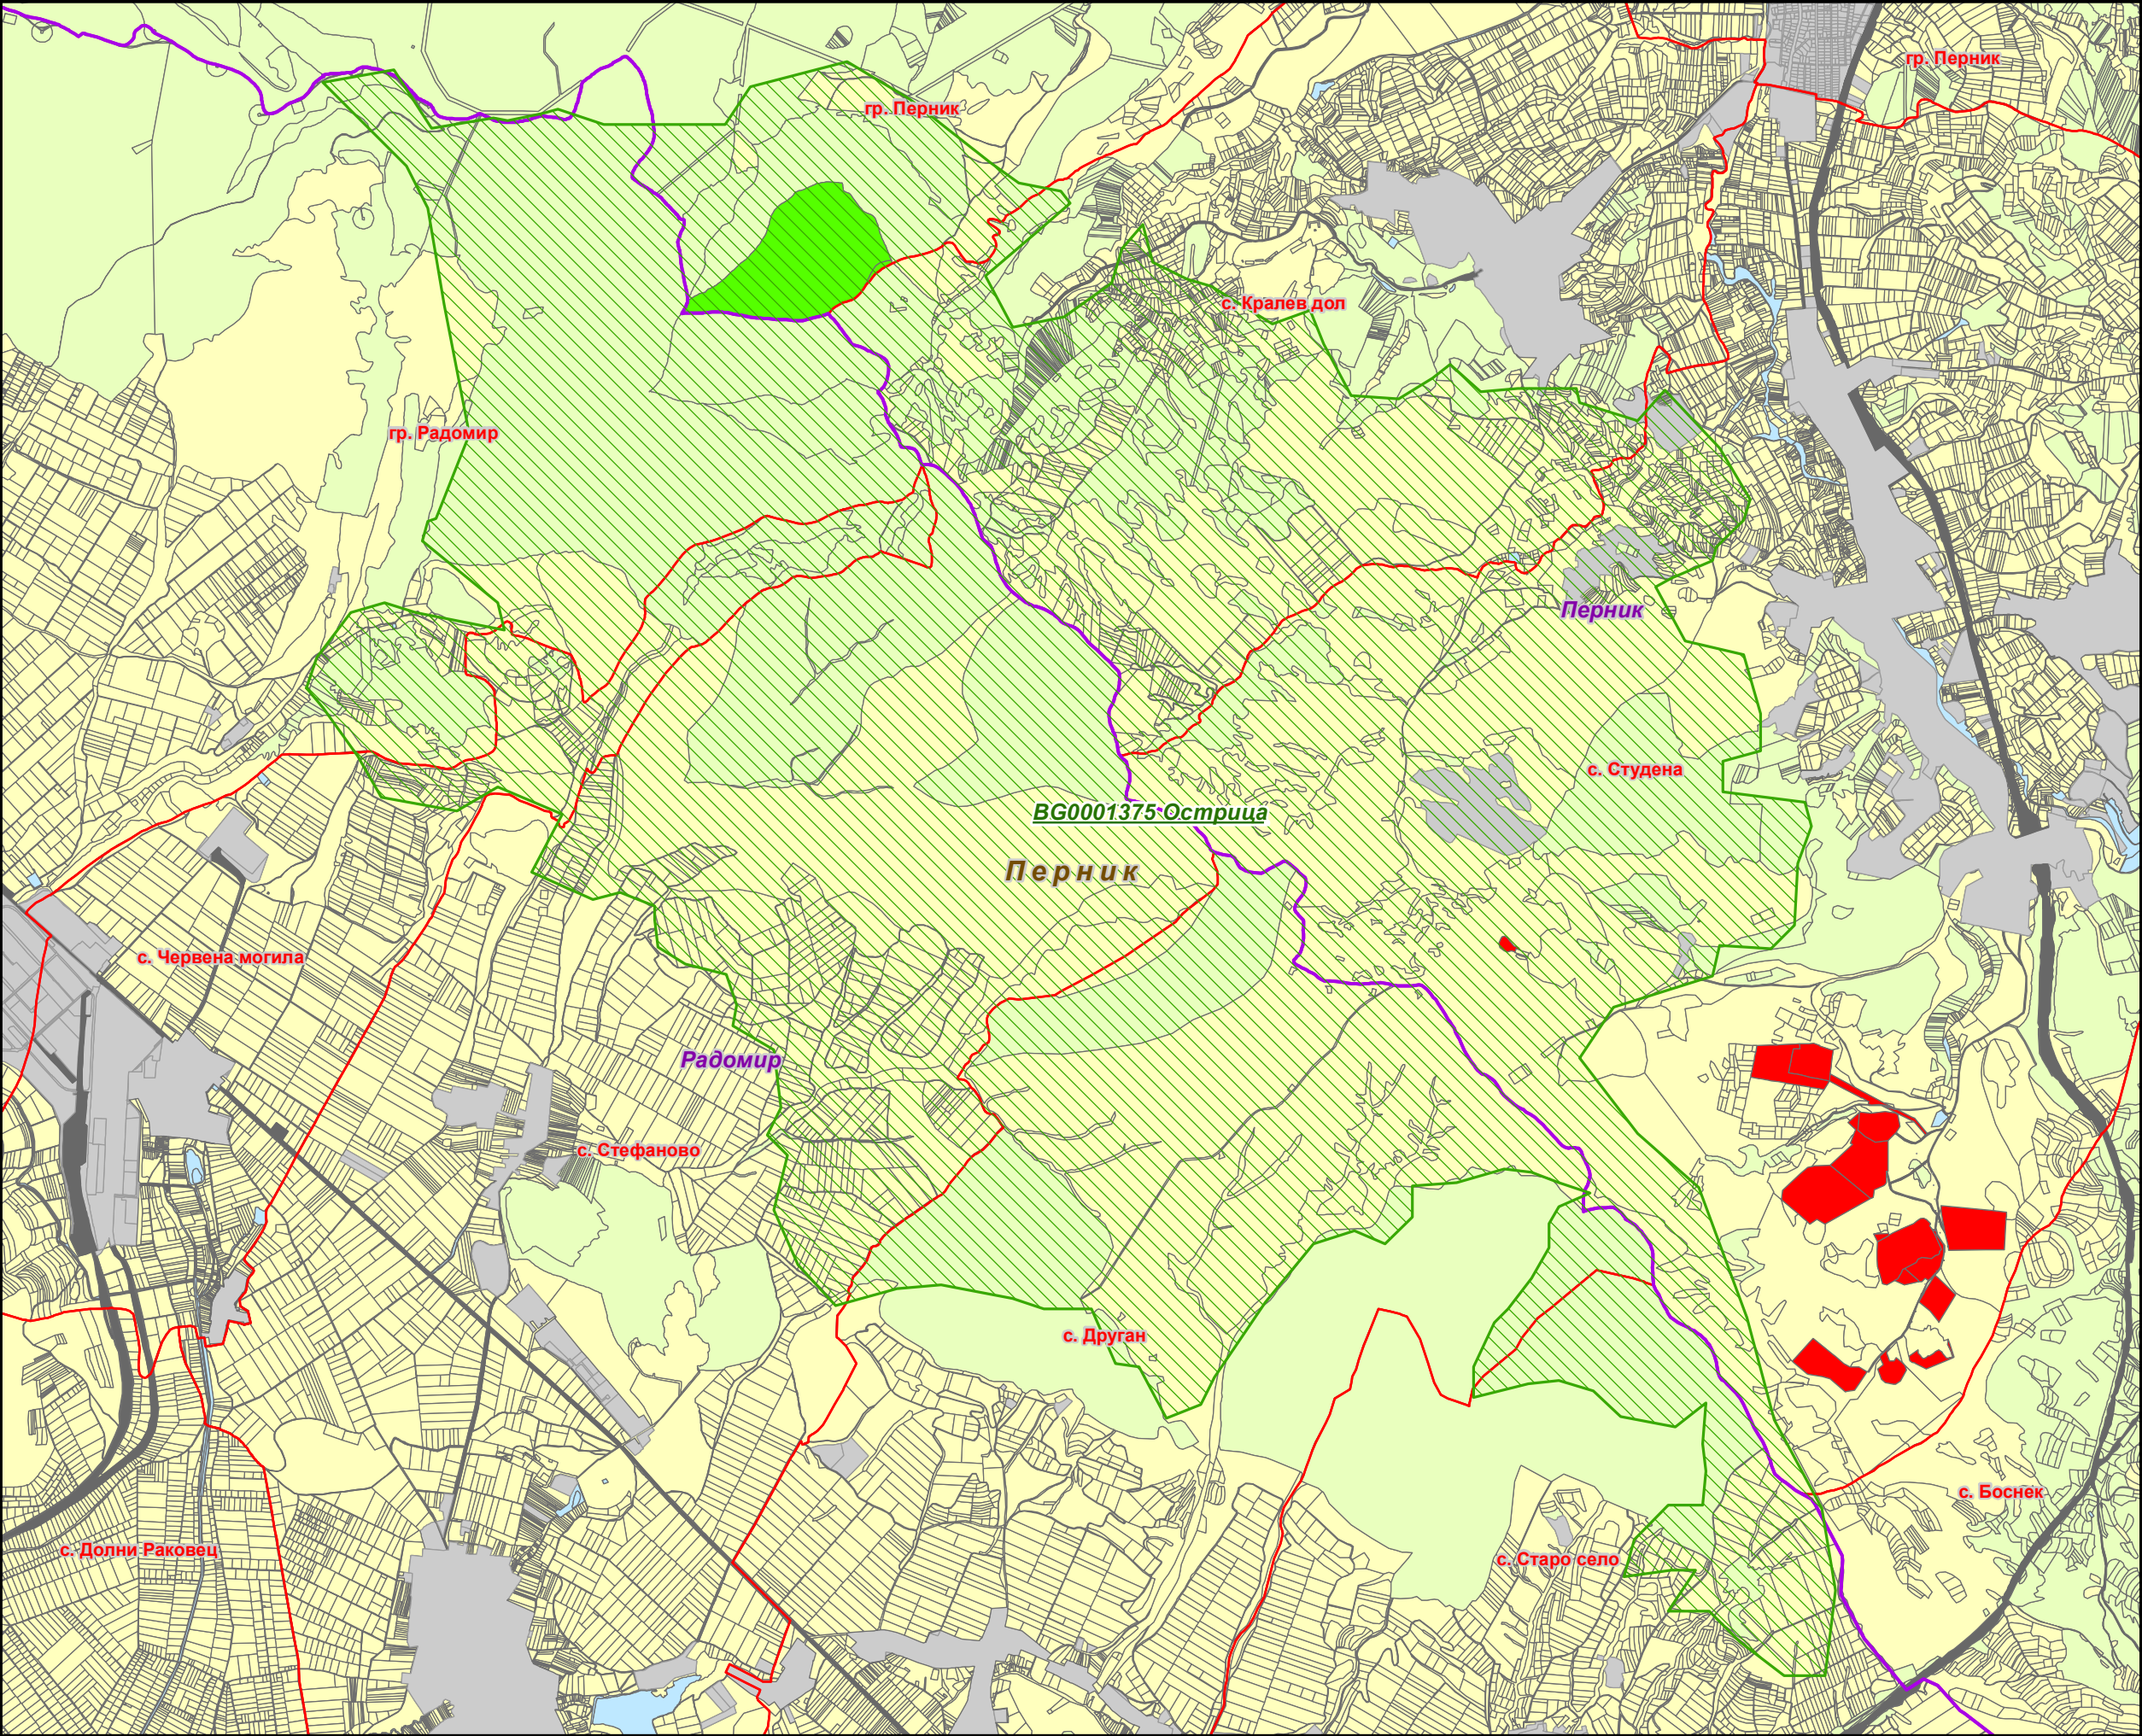 гр. Перник
гр. Перник
с. Кралев дол
гр. Радомир
Перник
с. Студена
BG0001375 Острица
Перник
с. Червена могила
Радомир
с. Стефаново
с. Друган
с. Боснек
с. Долни Раковец
с. Старо село